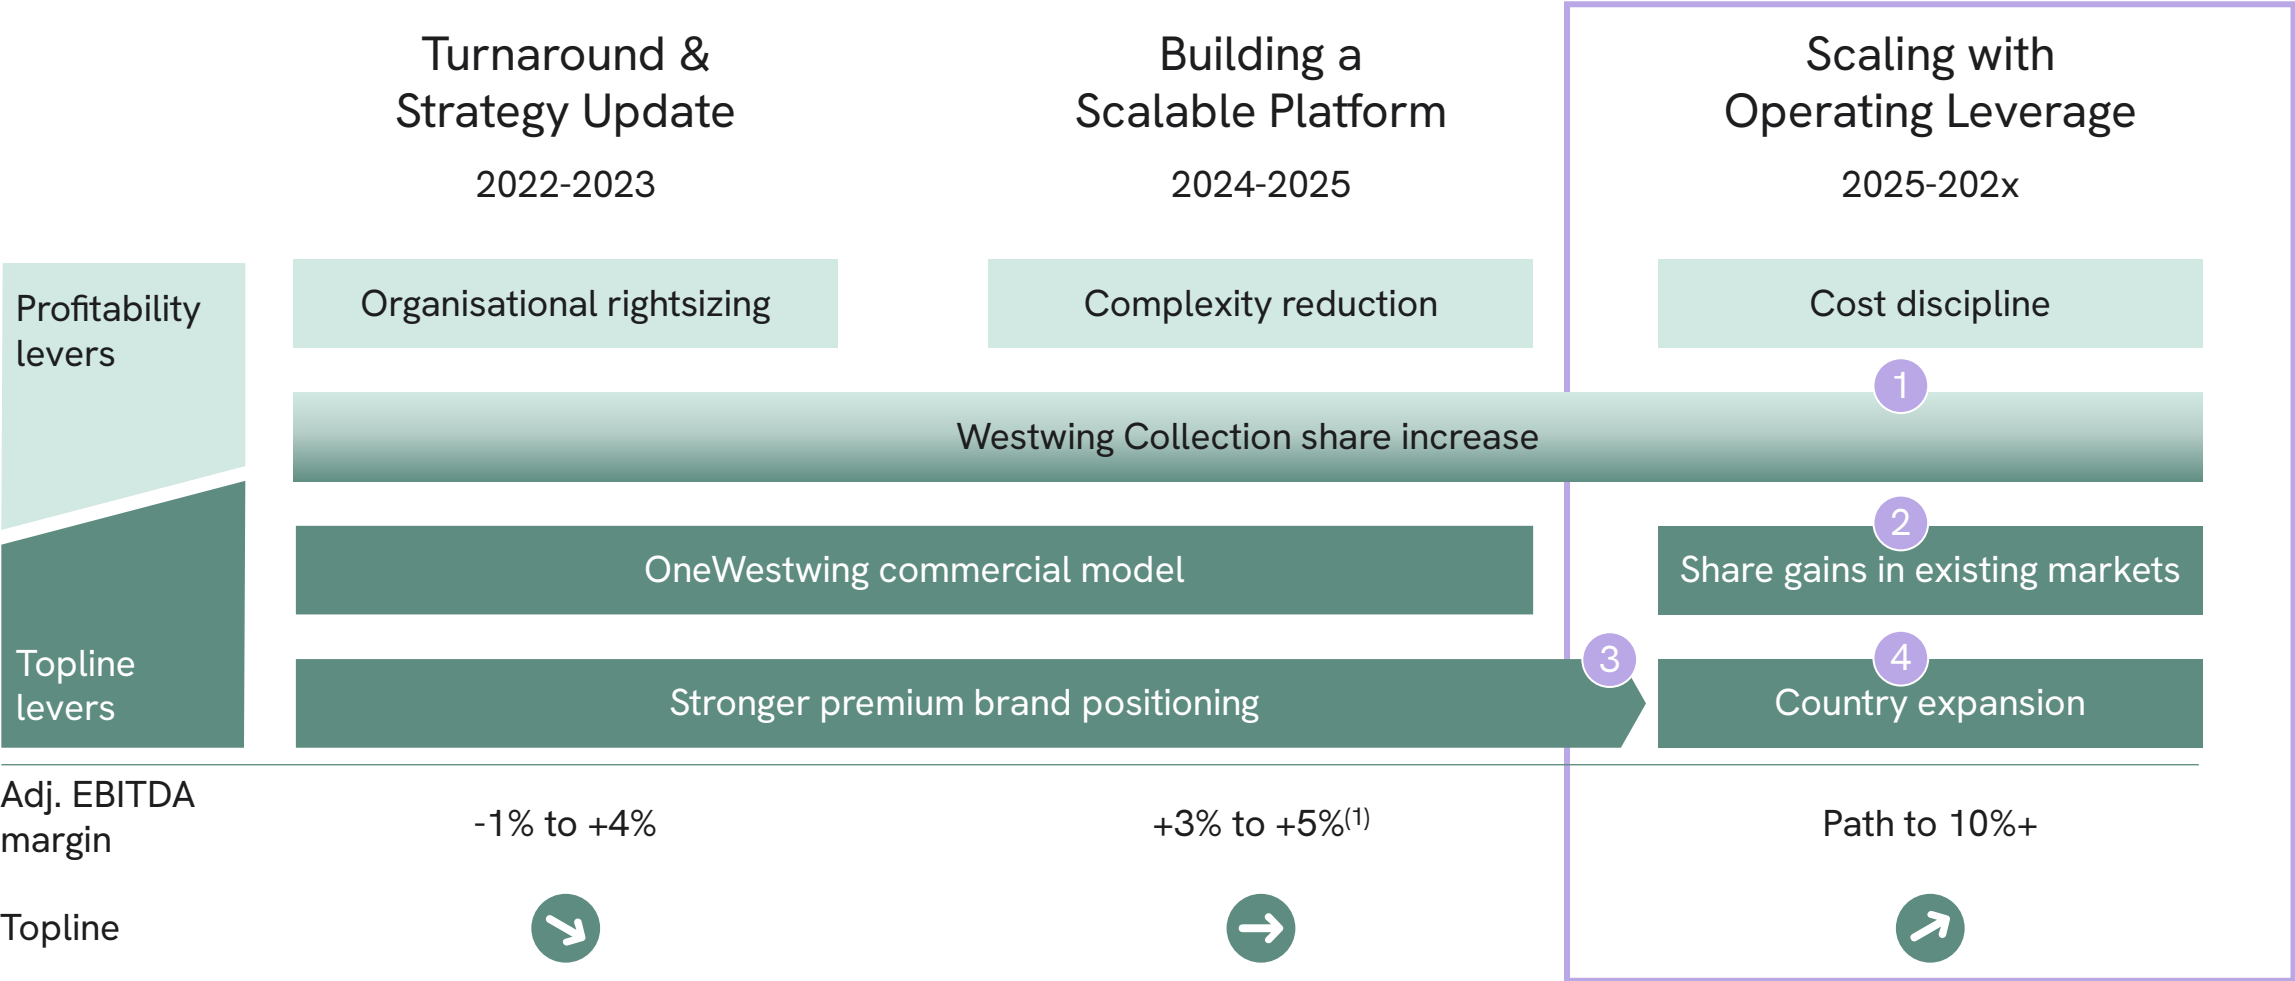 Turnaround &
Strategy Update
2022-2023
Building a
Scalable Platform
2024-2025
Scaling with
Operating Leverage
2025-202x
Profitability
levers
Organisational rightsizing
Complexity reduction
Cost discipline
1
Westwing Collection share increase
2
OneWestwing commercial model
Share gains in existing markets
Topline
levers
3
4
Stronger premium brand positioning
Country expansion
Adj. EBITDA
margin
-1% to +4%
+3% to +5%(1)
Path to 10%+
Topline